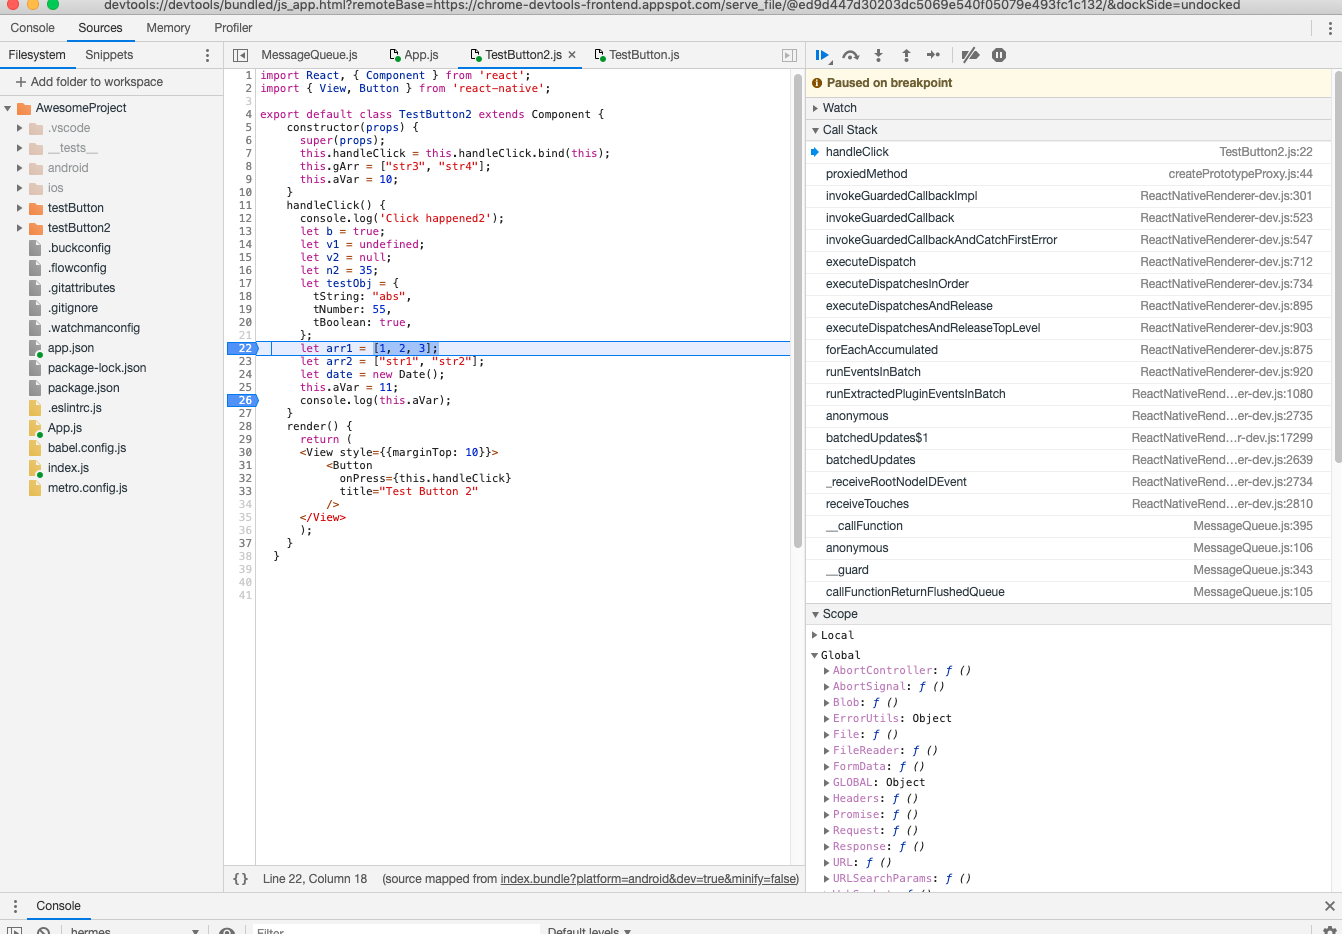 devtools://devtools/bundled/js_app.html?remoteBase=https://chrome-devtools-frontend.appspot.com/serve_file/@ed9d447d30203dc5069e540f05079e493fc1c132/&dockSide=undocked
Console Sources Memory Profiler
Filesystem Snippets
Add folder to workspace
AwesomeProject
.vscode
__tests__
android
ios
testButton
testButton2
.buckconfig
.flowconfig
.gitattributes
.gitignore
.watchmanconfig
app.json
package-lock.json
package.json
.eslintrc.js
App.js
babel.config.js
index.js
metro.config.js
MessageQueue.js App.js TestButton2.js × TestButton.js
1 import React, { Component } from 'react';
2 import { View, Button } from 'react-native';
3
4 export default class TestButton2 extends Component {
5 constructor(props) {
6 super(props);
7 this.handleClick = this.handleClick.bind(this);
8 this.gArr = ["str3", "str4"];
9 this.aVar = 10;
10 }
11 handleClick() {
12 console.log('Click happened2');
13 let b = true;
14 let v1 = undefined;
15 let v2 = null;
16 let n2 = 35;
17 let testObj = {
18 tString: "abs",
19 tNumber: 55,
20 tBoolean: true,
21 };
22 let arr1 = [1, 2, 3];
23 let arr2 = ["str1", "str2"];
24 let date = new Date();
25 this.aVar = 11;
26 console.log(this.aVar);
27 }
28 render() {
29 return (
30 <View style={{marginTop: 10}}>
31 <Button
32 onPress={this.handleClick}
33 title="Test Button 2"
34 />
35 </View>
36 );
37 }
38 }
39
40
41
{} Line 22, Column 18 (source mapped from index.bundle?platform=android&dev=true&minify=false)
Paused on breakpoint
Watch
Call Stack
handleClick TestButton2.js:22
proxiedMethod createPrototypeProxy.js:44
invokeGuardedCallbackImpl ReactNativeRenderer-dev.js:301
invokeGuardedCallback ReactNativeRenderer-dev.js:523
invokeGuardedCallbackAndCatchFirstError ReactNativeRenderer-dev.js:547
executeDispatch ReactNativeRenderer-dev.js:712
executeDispatchesInOrder ReactNativeRenderer-dev.js:734
executeDispatchesAndRelease ReactNativeRenderer-dev.js:895
executeDispatchesAndReleaseTopLevel ReactNativeRenderer-dev.js:903
forEachAccumulated ReactNativeRenderer-dev.js:875
runEventsInBatch ReactNativeRenderer-dev.js:920
runExtractedPluginEventsInBatch ReactNativeRend…er-dev.js:1080
anonymous ReactNativeRend…er-dev.js:2735
batchedUpdates$1 ReactNativeRend…r-dev.js:17299
batchedUpdates ReactNativeRend…er-dev.js:2639
_receiveRootNodeIDEvent ReactNativeRend…er-dev.js:2734
receiveTouches ReactNativeRend…er-dev.js:2810
__callFunction MessageQueue.js:395
anonymous MessageQueue.js:106
__guard MessageQueue.js:343
callFunctionReturnFlushedQueue MessageQueue.js:105
Scope
Local
Global
AbortController: ƒ ()
AbortSignal: ƒ ()
Blob: ƒ ()
ErrorUtils: Object
File: ƒ ()
FileReader: ƒ ()
FormData: ƒ ()
GLOBAL: Object
Headers: ƒ ()
Promise: ƒ ()
Request: ƒ ()
Response: ƒ ()
URL: ƒ ()
URLSearchParams: ƒ ()
Console
hermes Filter Default levels